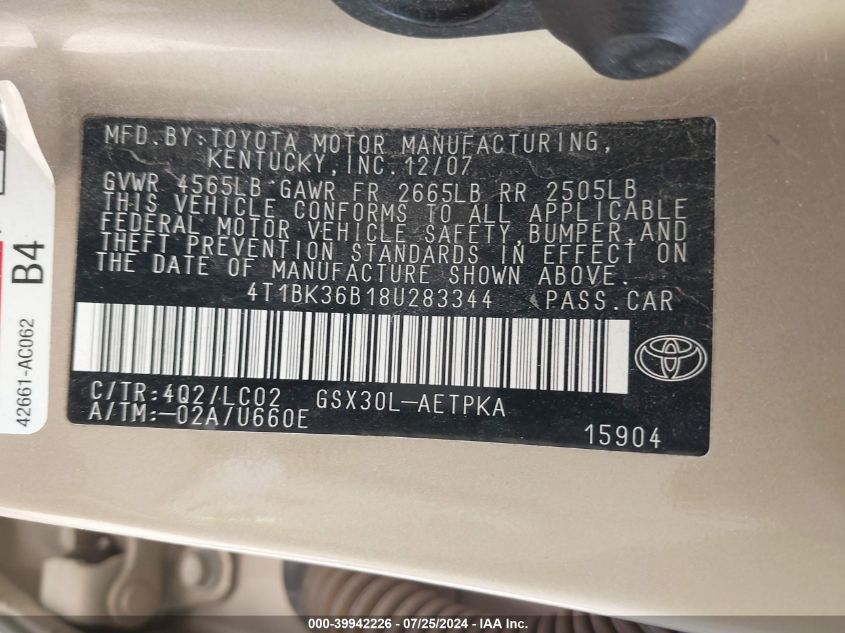 MFD.BY:TOYOTA MOTOR MANUFACTURING,
KENTUCKY,INC.12/07
GVWR 4565LB GAWR FR 2665LB RR 2505LB
THIS VEHICLE CONFORMS TO ALL APPLICABLE
FEDERAL MOTOR VEHICLE SAFETY,BUMPER,AND
THEFT PREVENTION STANDARDS IN EFFECT ON
THE DATE OF MANUFACTURE SHOWN ABOVE.
4T1BK36B18U283344 PASS.CAR
C/TR:4Q2/LC02 GSX30L-AETPKA
A/TM:-02A/U660E
15904
42661-AC062
B4
000-39942226 - 07/25/2024 - IAA Inc.